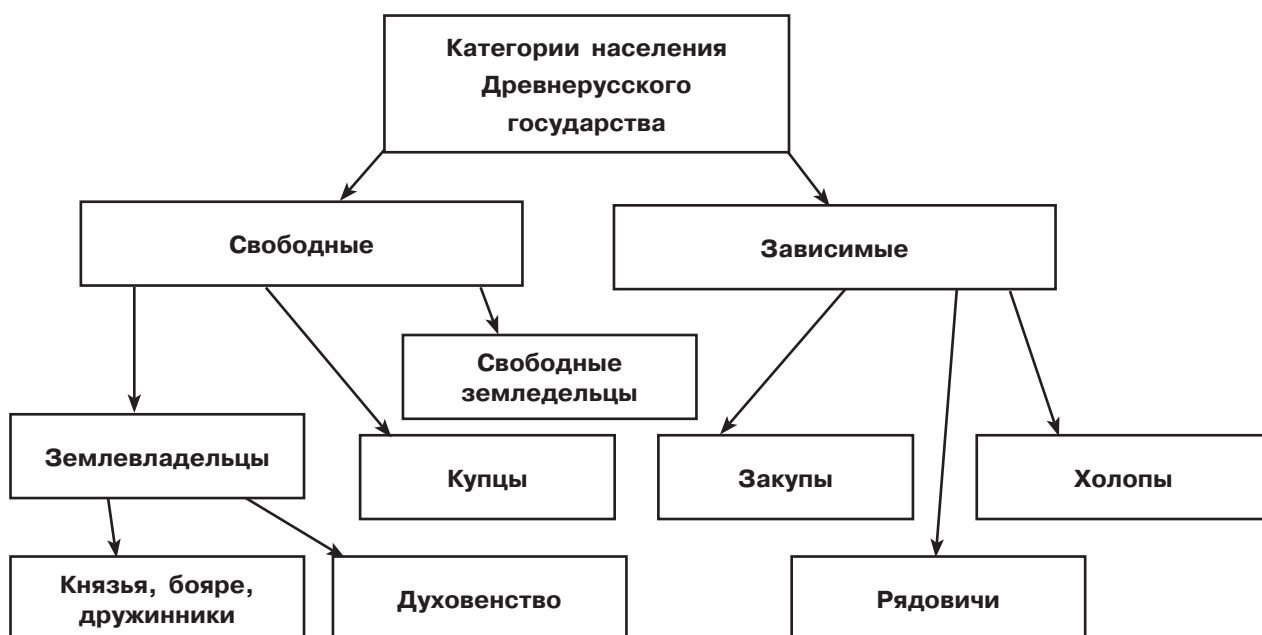 Категории населения
Древнерусского
государства
Свободные
Зависимые
Свободные
земледельцы
Землевладельцы
Купцы
Закупы
Холопы
Князья, бояре,
дружинники
Духовенство
Рядовичи